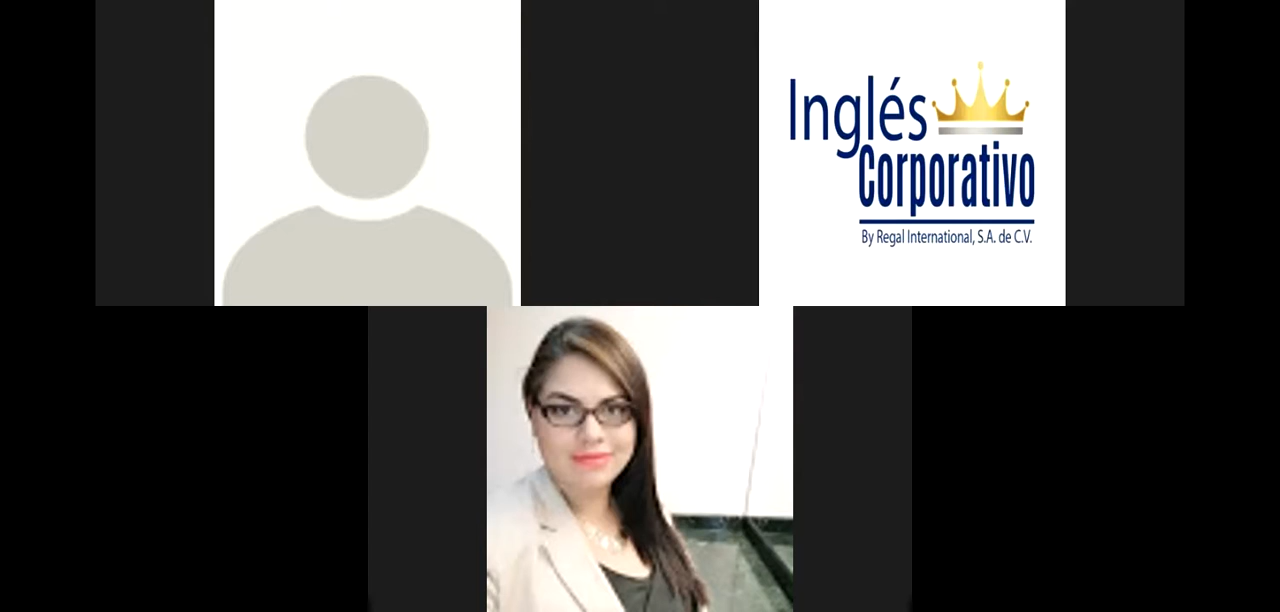 Inglés
Corporativo
By Regal International, S.A. de C.V.